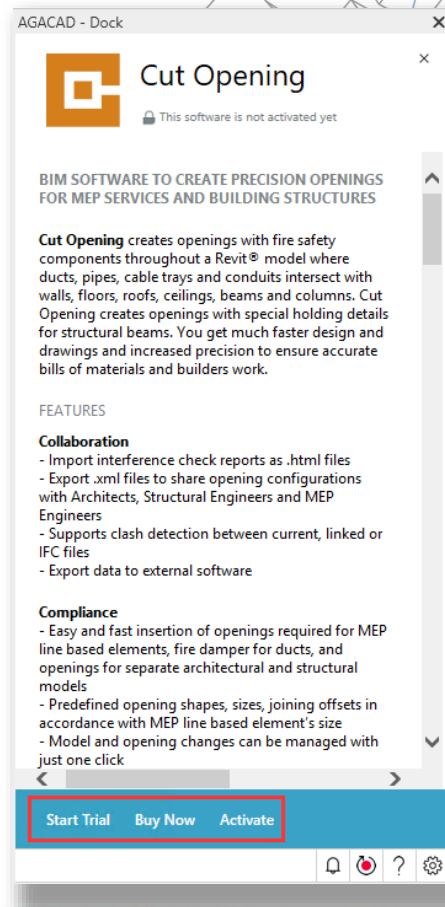 AGACAD - Dock
Cut Opening
This software is not activated yet
BIM SOFTWARE TO CREATE PRECISION OPENINGS
FOR MEP SERVICES AND BUILDING STRUCTURES
Cut Opening creates openings with fire safety
components throughout a Revit® model where
ducts, pipes, cable trays and conduits intersect with
walls, floors, roofs, ceilings, beams and columns. Cut
Opening creates openings with special holding details
for structural beams. You get much faster design and
drawings and increased precision to ensure accurate
bills of materials and builders work.
FEATURES
Collaboration
- Import interference check reports as .html files
- Export .xml files to share opening configurations
with Architects, Structural Engineers and MEP
Engineers
- Supports clash detection between current, linked or
IFC files
- Export data to external software
Compliance
- Easy and fast insertion of openings required for MEP
line based elements, fire damper for ducts, and
openings for separate architectural and structural
models
- Predefined opening shapes, sizes, joining offsets in
accordance with MEP line based element's size
- Model and opening changes can be managed with
just one click
Start Trial Buy Now Activate